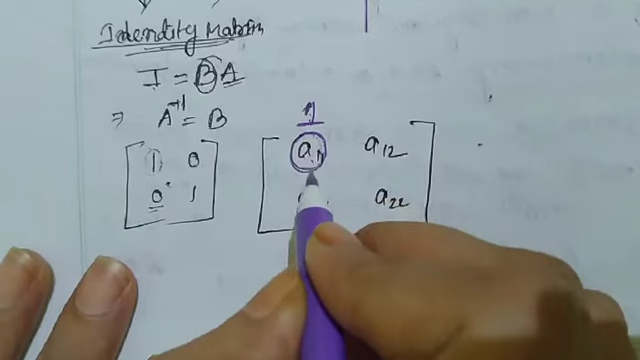 Identity Matrix
I = BA
⇒ A⁻¹ = B
1
1 0 a₁₁ a₁₂
0 1 a₂₂